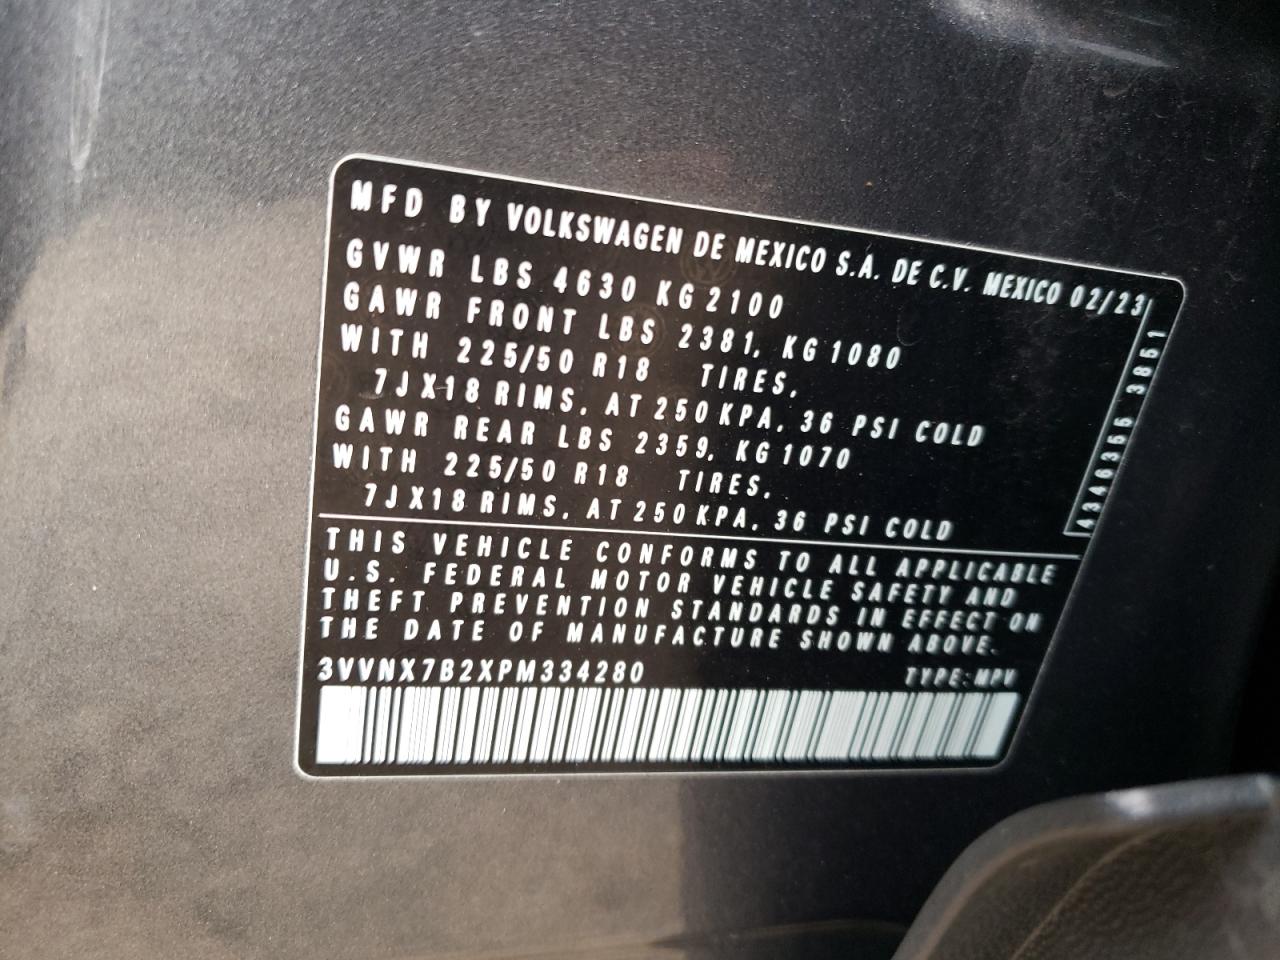 MFD BY VOLKSWAGEN DE MEXICO S.A. DE C.V. MEXICO 02/23
GVWR LBS 4630 KG 2100
GAWR FRONT LBS 2381, KG 1080
WITH 225/50 R18 TIRES,
7J X18 RIMS, AT 250 KPA, 36 PSI COLD
GAWR REAR LBS 2359, KG 1070
WITH 225/50 R18 TIRES,
7J X18 RIMS, AT 250 KPA, 36 PSI COLD
4346355 3851
THIS VEHICLE CONFORMS TO ALL APPLICABLE
U.S. FEDERAL MOTOR VEHICLE SAFETY AND
THEFT PREVENTION STANDARDS IN EFFECT ON
THE DATE OF MANUFACTURE SHOWN ABOVE.
3VVNX7B2XPM334280 TYPE: MPV